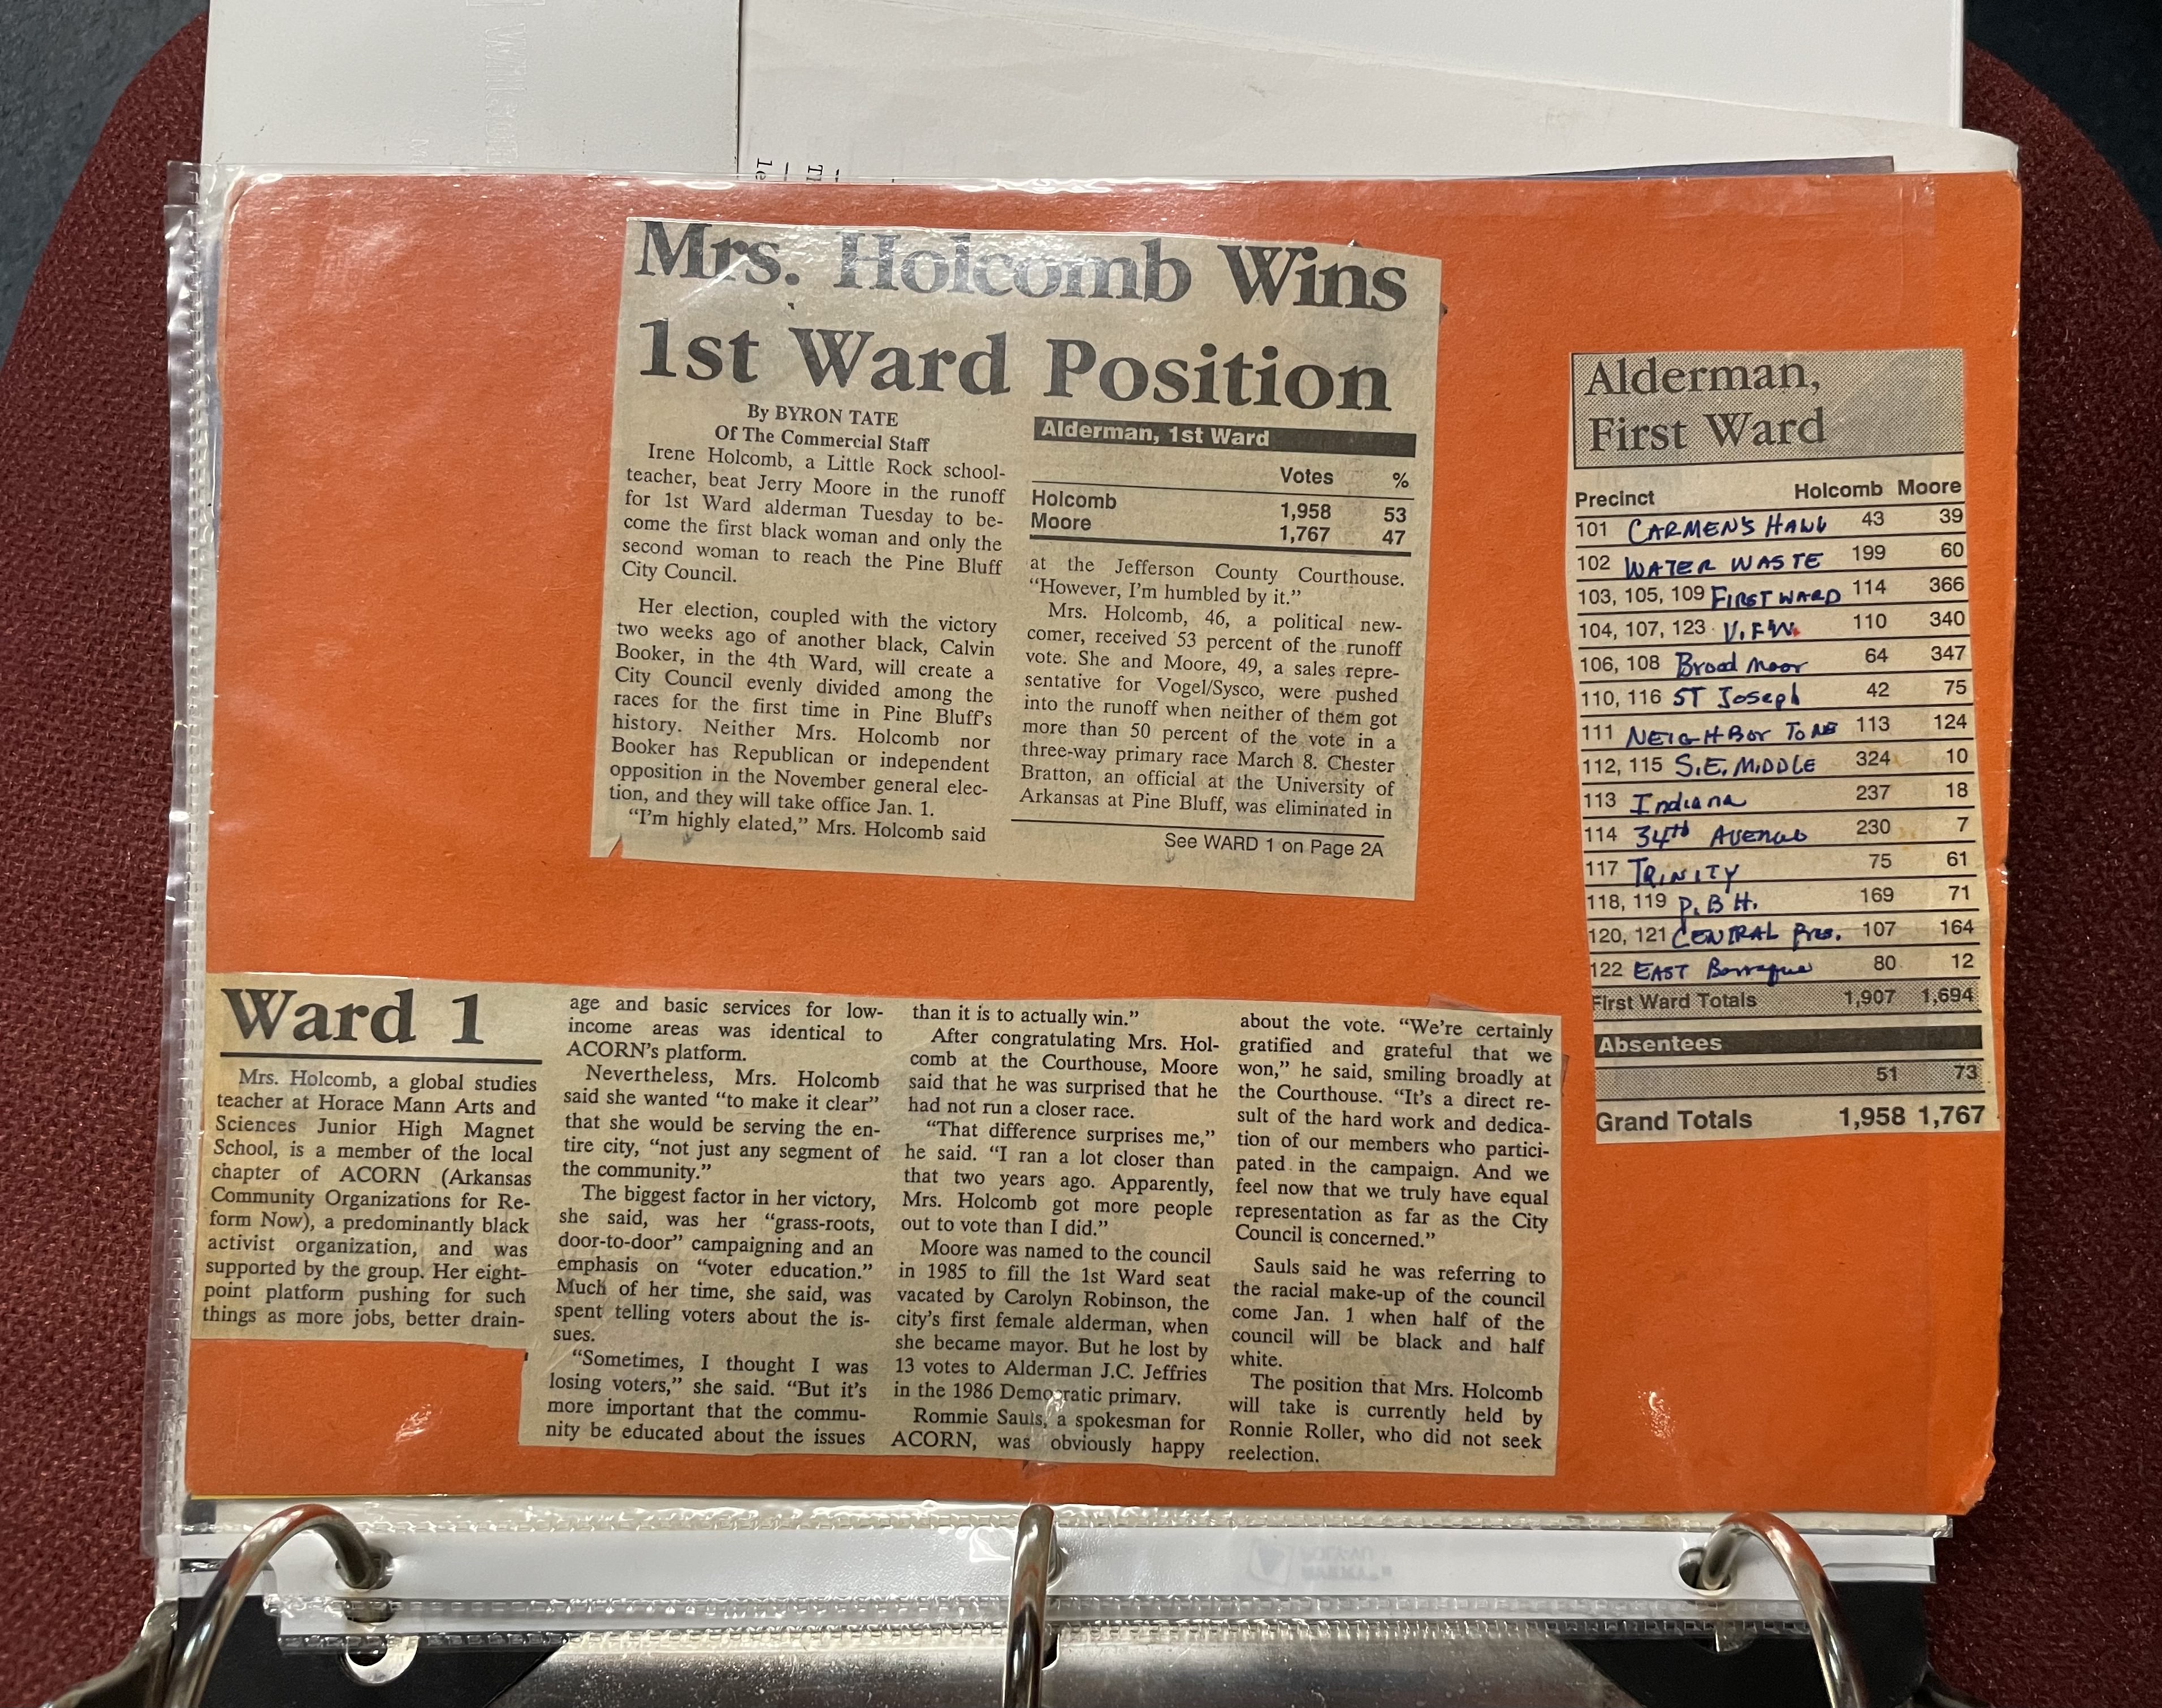 Mrs. Holcomb Wins
1st Ward Position
By BYRON TATE
Of The Commercial Staff
Irene Holcomb, a Little Rock school-
teacher, beat Jerry Moore in the runoff
for 1st Ward alderman Tuesday to be-
come the first black woman and only the
second woman to reach the Pine Bluff
City Council.
Her election, coupled with the victory
two weeks ago of another black, Calvin
Booker, in the 4th Ward, will create a
City Council evenly divided among the
races for the first time in Pine Bluff's
history. Neither Mrs. Holcomb nor
Booker has Republican or independent
opposition in the November general elec-
tion, and they will take office Jan. 1.
"I'm highly elated," Mrs. Holcomb said
Alderman, 1st Ward
Votes %
Holcomb 1,958 53
Moore 1,767 47
at the Jefferson County Courthouse.
"However, I'm humbled by it."
Mrs. Holcomb, 46, a political new-
comer, received 53 percent of the runoff
vote. She and Moore, 49, a sales repre-
sentative for Vogel/Sysco, were pushed
into the runoff when neither of them got
more than 50 percent of the vote in a
three-way primary race March 8. Chester
Bratton, an official at the University of
Arkansas at Pine Bluff, was eliminated in
See WARD 1 on Page 2A
Alderman,
First Ward
Precinct Holcomb Moore
101 CARMEN'S HALL 43 39
102 WATER WASTE 199 60
103, 105, 109 FIRST WARD 114 366
104, 107, 123 V.F.W. 110 340
106, 108 Broad Moor 64 347
110, 116 ST Joseph 42 75
111 NEIGHBOR TO NE 113 124
112, 115 S.E. MIDDLE 324 10
113 Indiana 237 18
114 34th AVENUE 230 7
117 TRINITY 75 61
118, 119 P.B H. 169 71
120, 121 CENTRAL Pres. 107 164
122 EAST Barraque 80 12
First Ward Totals 1,907 1,694
Absentees
51 73
Grand Totals 1,958 1,767
Ward 1
Mrs. Holcomb, a global studies
teacher at Horace Mann Arts and
Sciences Junior High Magnet
School, is a member of the local
chapter of ACORN (Arkansas
Community Organizations for Re-
form Now), a predominantly black
activist organization, and was
supported by the group. Her eight-
point platform pushing for such
things as more jobs, better drain-
age and basic services for low-
income areas was identical to
ACORN's platform.
Nevertheless, Mrs. Holcomb
said she wanted "to make it clear"
that she would be serving the en-
tire city, "not just any segment of
the community."
The biggest factor in her victory,
she said, was her "grass-roots,
door-to-door" campaigning and an
emphasis on "voter education."
Much of her time, she said, was
spent telling voters about the is-
sues.
"Sometimes, I thought I was
losing voters," she said. "But it's
more important that the commu-
nity be educated about the issues
than it is to actually win."
After congratulating Mrs. Hol-
comb at the Courthouse, Moore
said that he was surprised that he
had not run a closer race.
"That difference surprises me,"
he said. "I ran a lot closer than
that two years ago. Apparently,
Mrs. Holcomb got more people
out to vote than I did."
Moore was named to the council
in 1985 to fill the 1st Ward seat
vacated by Carolyn Robinson, the
city's first female alderman, when
she became mayor. But he lost by
13 votes to Alderman J.C. Jeffries
in the 1986 Democratic primary.
Rommie Sauls, a spokesman for
ACORN, was obviously happy
about the vote. "We're certainly
gratified and grateful that we
won," he said, smiling broadly at
the Courthouse. "It's a direct re-
sult of the hard work and dedica-
tion of our members who partici-
pated in the campaign. And we
feel now that we truly have equal
representation as far as the City
Council is concerned."
Sauls said he was referring to
the racial make-up of the council
come Jan. 1 when half of the
council will be black and half
white.
The position that Mrs. Holcomb
will take is currently held by
Ronnie Roller, who did not seek
reelection.